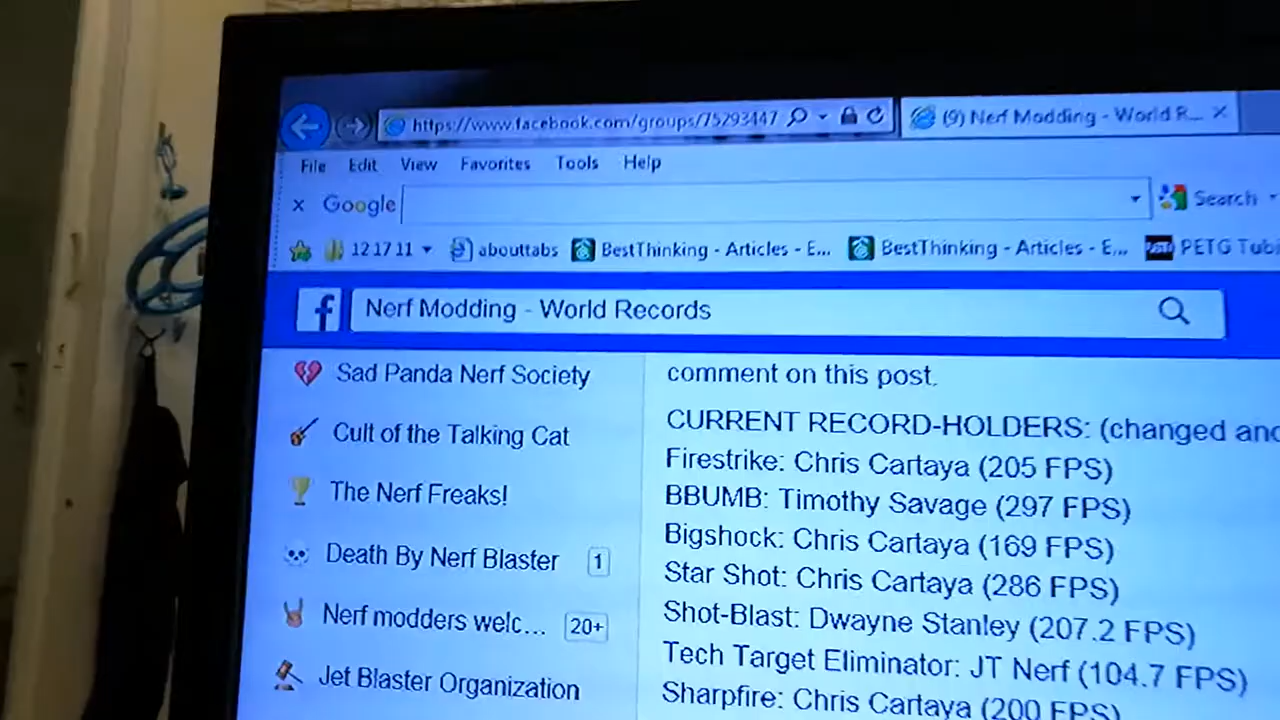 https://www.facebook.com/groups/75293447
(9) Nerf Modding - World R...
File Edit View Favorites Tools Help
x Google
Search
12 17 11
abouttabs
BestThinking - Articles - E...
BestThinking - Articles - E...
PETG Tubi
f
Nerf Modding - World Records
Sad Panda Nerf Society
Cult of the Talking Cat
The Nerf Freaks!
Death By Nerf Blaster 1
Nerf modders welc... 20+
Jet Blaster Organization
comment on this post.
CURRENT RECORD-HOLDERS: (changed and
Firestrike: Chris Cartaya (205 FPS)
BBUMB: Timothy Savage (297 FPS)
Bigshock: Chris Cartaya (169 FPS)
Star Shot: Chris Cartaya (286 FPS)
Shot-Blast: Dwayne Stanley (207.2 FPS)
Tech Target Eliminator: JT Nerf (104.7 FPS)
Sharpfire: Chris Cartaya (200 FPS)